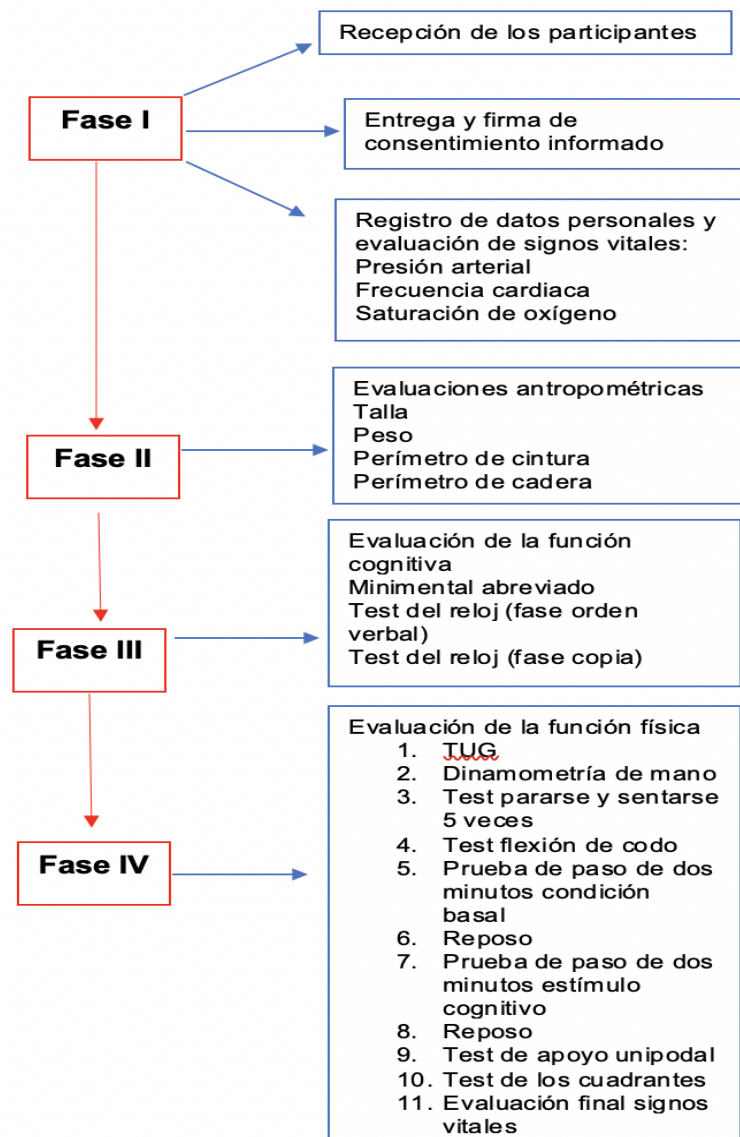 Recepción de los participantes
Fase I
Entrega y firma de
consentimiento informado
Registro de datos personales y
evaluación de signos vitales:
Presión arterial
Frecuencia cardiaca
Saturación de oxígeno
Fase II
Evaluaciones antropométricas
Talla
Peso
Perímetro de cintura
Perímetro de cadera
Fase III
Evaluación de la función
cognitiva
Minimental abreviado
Test del reloj (fase orden
verbal)
Test del reloj (fase copia)
Fase IV
Evaluación de la función física
1. TUG
2. Dinamometría de mano
3. Test pararse y sentarse
5 veces
4. Test flexión de codo
5. Prueba de paso de dos
minutos condición
basal
6. Reposo
7. Prueba de paso de dos
minutos estímulo
cognitivo
8. Reposo
9. Test de apoyo unipodal
10. Test de los cuadrantes
11. Evaluación final signos
vitales